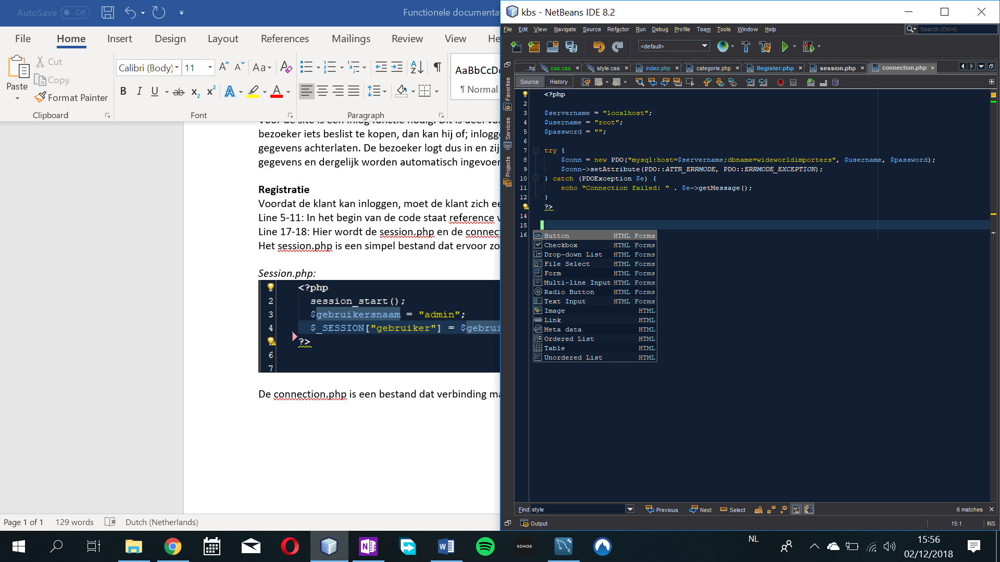 AutoSave Off
Functionele documenta
File Home Insert Design Layout References Mailings Review View He
Paste
Cut
Copy
Format Painter
Clipboard
Calibri (Body) 11
Font
Paragraph
AaBbCcD
¶ Normal
bezoeker iets beslist te kopen, dan kan hij of; inlogge
gegevens achterlaten. De bezoeker logt dus in en zij
gegevens en dergelijk worden automatisch ingevoer
Registratie
Voordat de klant kan inloggen, moet de klant zich ee
Line 5-11: In het begin van de code staat reference v
Line 17-18: Hier wordt de session.php en de connect
Het session.php is een simpel bestand dat ervoor zo
Session.php:
<?php
2 session_start();
3 $gebruikersnaam = "admin";
4 $_SESSION["gebruiker"] = $gebrui
?>
6
7
De connection.php is een bestand dat verbinding ma
Page 1 of 1 129 words Dutch (Netherlands)
kbs - NetBeans IDE 8.2
File Edit View Navigate Source Refactor Run Debug Profile Team Tools Window Help
Search (Ctrl+I)
<default>
...hp css.css style.css index.php categorie.php Register.php session.php connection.php
Source History
Favorites
Services
Projects
<?php
2
3 $servername = "localhost";
4 $username = "root";
5 $password = "";
6
7 try {
8 $conn = new PDO("mysql:host=$servername;dbname=wideworldimporters", $username, $password);
9 $conn->setAttribute(PDO::ATTR_ERRMODE, PDO::ERRMODE_EXCEPTION);
10 } catch (PDOException $e) {
11 echo "Connection failed: " . $e->getMessage();
12 }
?>
14
15
16
Button HTML Forms
Checkbox HTML Forms
Drop-down List HTML Forms
File Select HTML Forms
Form HTML Forms
Multi-line Input HTML Forms
Radio Button HTML Forms
Text Input HTML Forms
Image HTML
Link HTML
Meta data HTML
Ordered List HTML
Table HTML
Unordered List HTML
Find: style Previous Next Select 6 matches
Output
15:1 INS
SONOS
NL
15:56
02/12/2018